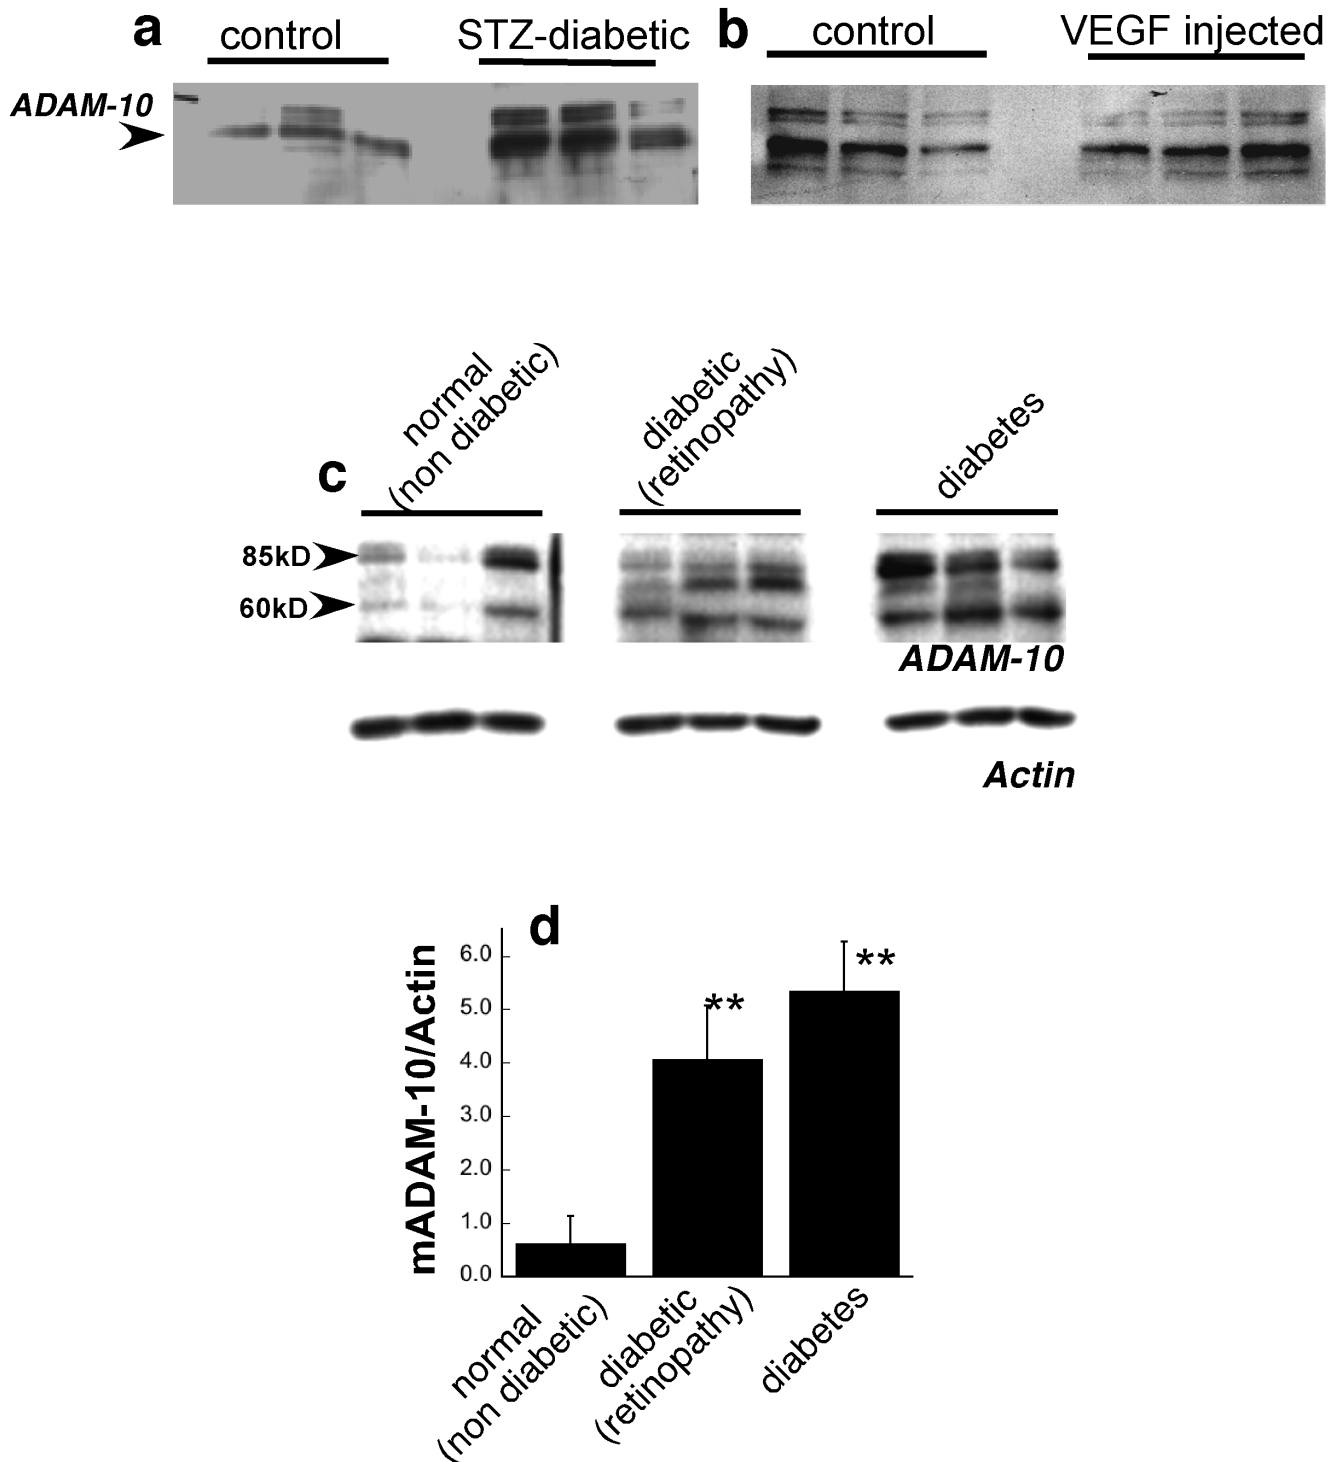 a
control
STZ-diabetic
ADAM-10
b
control
VEGF injected
c
normal
(non diabetic)
diabetic
(retinopathy)
diabetes
85kD
60kD
ADAM-10
Actin
d
mADAM-10/Actin
6.0
5.0
4.0
3.0
2.0
1.0
0.0
**
**
normal
(non diabetic)
diabetic
(retinopathy)
diabetes